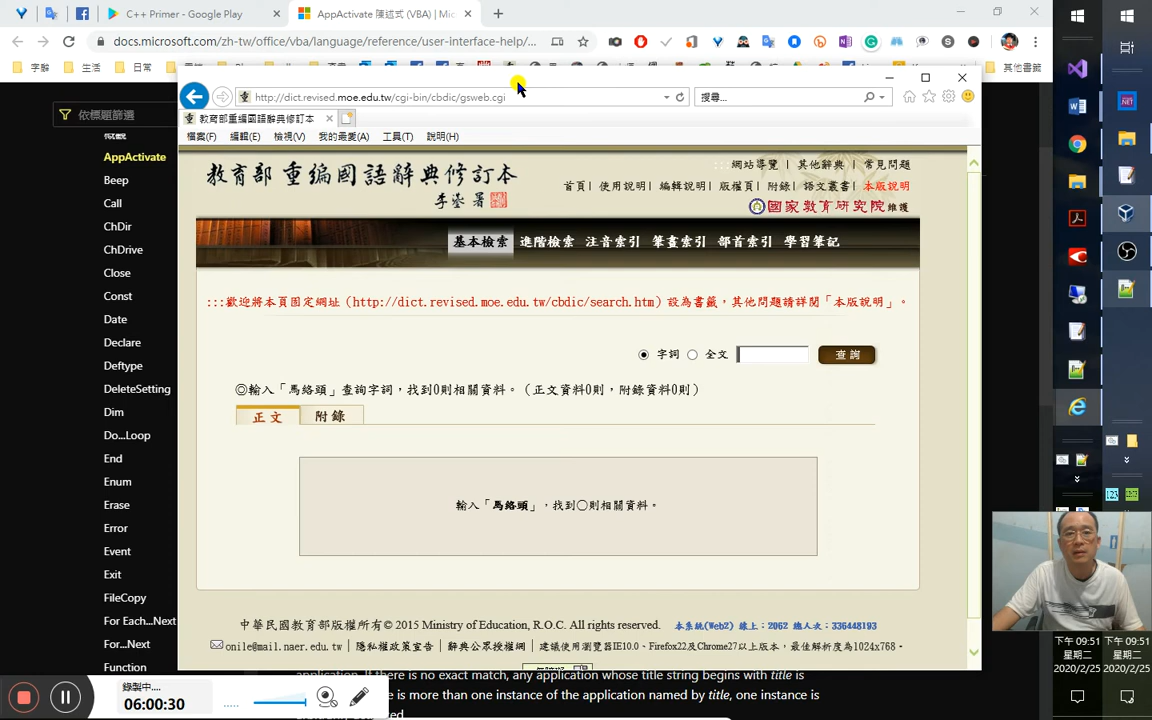 C++ Primer - Google Play
AppActivate 陳述式 (VBA) | Mic
docs.microsoft.com/zh-tw/office/vba/language/reference/user-interface-help/...
字辭
生活
日常
其他書籤
依標題篩選
AppActivate
Beep
Call
ChDir
ChDrive
Close
Const
Date
Declare
Deftype
DeleteSetting
Dim
Do...Loop
End
Enum
Erase
Error
Event
Exit
FileCopy
For Each...Next
For...Next
Function
http://dict.revised.moe.edu.tw/cgi-bin/cbdic/gsweb.cgi
搜尋...
教育部重編國語辭典修訂本
檔案(F) 編輯(E) 檢視(V) 我的最愛(A) 工具(T) 說明(H)
教育部 重編國語辭典修訂本
李鍌署
:::網站導覽 | 其他辭典 | 常見問題
首頁| 使用說明| 編輯說明| 版權頁| 附錄| 語文叢書| 本版說明
國家教育研究院維護
基本檢索 進階檢索 注音索引 筆畫索引 部首索引 學習筆記
:::歡迎將本頁固定網址（http://dict.revised.moe.edu.tw/cbdic/search.htm）設為書籤，其他問題請詳閱「本版說明」。
字詞 全文 查詢
◎輸入「馬絡頭」查詢字詞，找到0則相關資料。（正文資料0則，附錄資料0則）
正文 附錄
輸入「馬絡頭」，找到○則相關資料。
中華民國教育部版權所有© 2015 Ministry of Education, R.O.C. All rights reserved. 本系統(Web2) 線上：2062 總人次：336448193
onile@mail.naer.edu.tw | 隱私權政策宣告 | 辭典公眾授權網 | 建議使用瀏覽器IE10.0、Firefox22及Chrome27以上版本，最佳解析度為1024x768。
application. If there is no exact match, any application whose title string begins with title is
e is more than one instance of the application named by title, one instance is
錄製中....
06:00:30
下午 09:51
星期二
2020/2/25
下午 09:51
星期二
2020/2/25